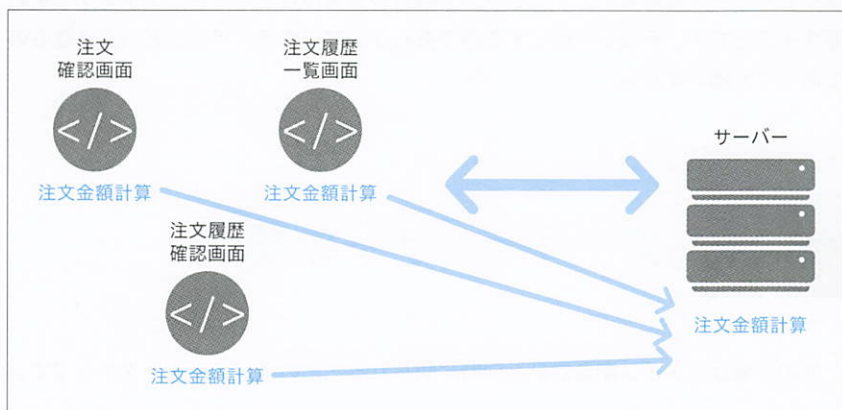 注文
確認画面
</>
注文金額計算
注文履歴
一覧画面
</>
注文金額計算
注文履歴
確認画面
</>
注文金額計算
サーバー
注文金額計算